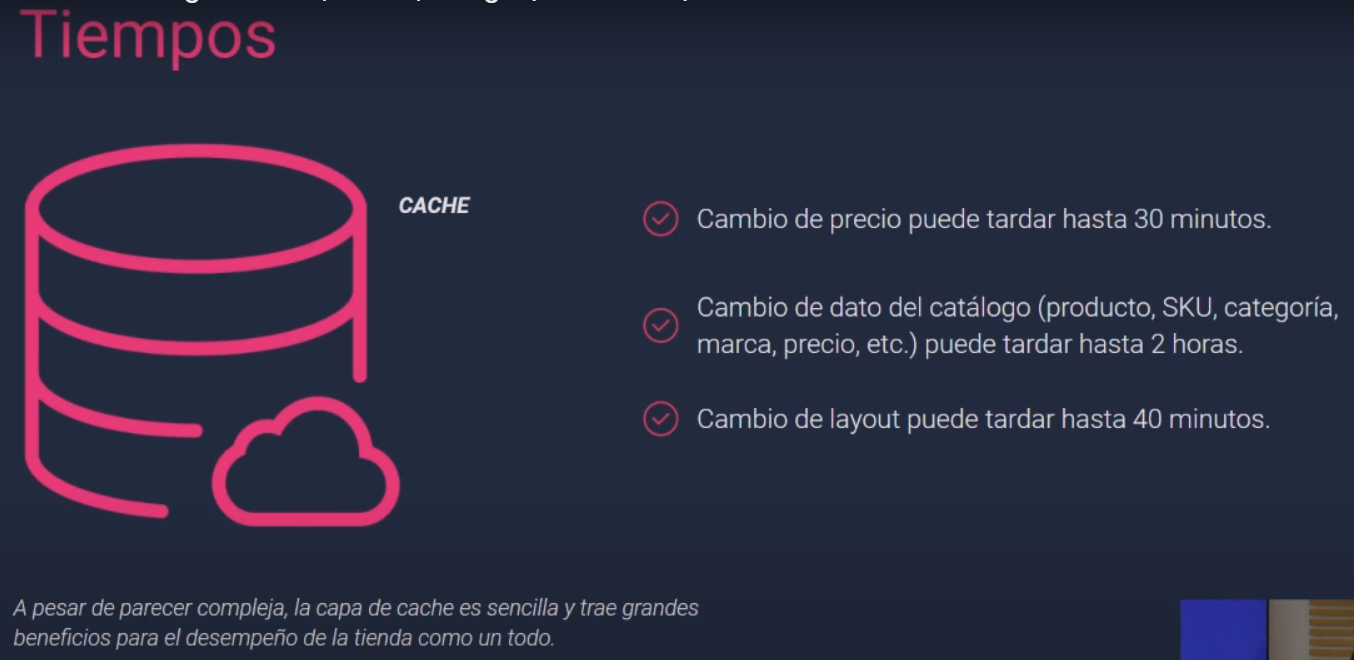 Tiempos
CACHE
Cambio de precio puede tardar hasta 30 minutos.
Cambio de dato del catálogo (producto, SKU, categoría,
marca, precio, etc.) puede tardar hasta 2 horas.
Cambio de layout puede tardar hasta 40 minutos.
A pesar de parecer compleja, la capa de cache es sencilla y trae grandes
beneficios para el desempeño de la tienda como un todo.